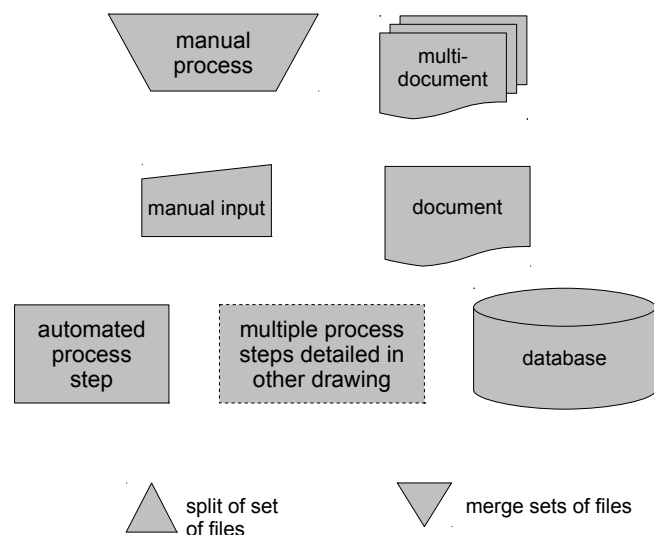 manual
process
multi-
document
manual input
document
automated
process
step
multiple process
steps detailed in
other drawing
database
split of set
of files
merge sets of files